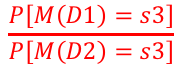 P[M(D1) = s3]
P[M(D2) = s3]